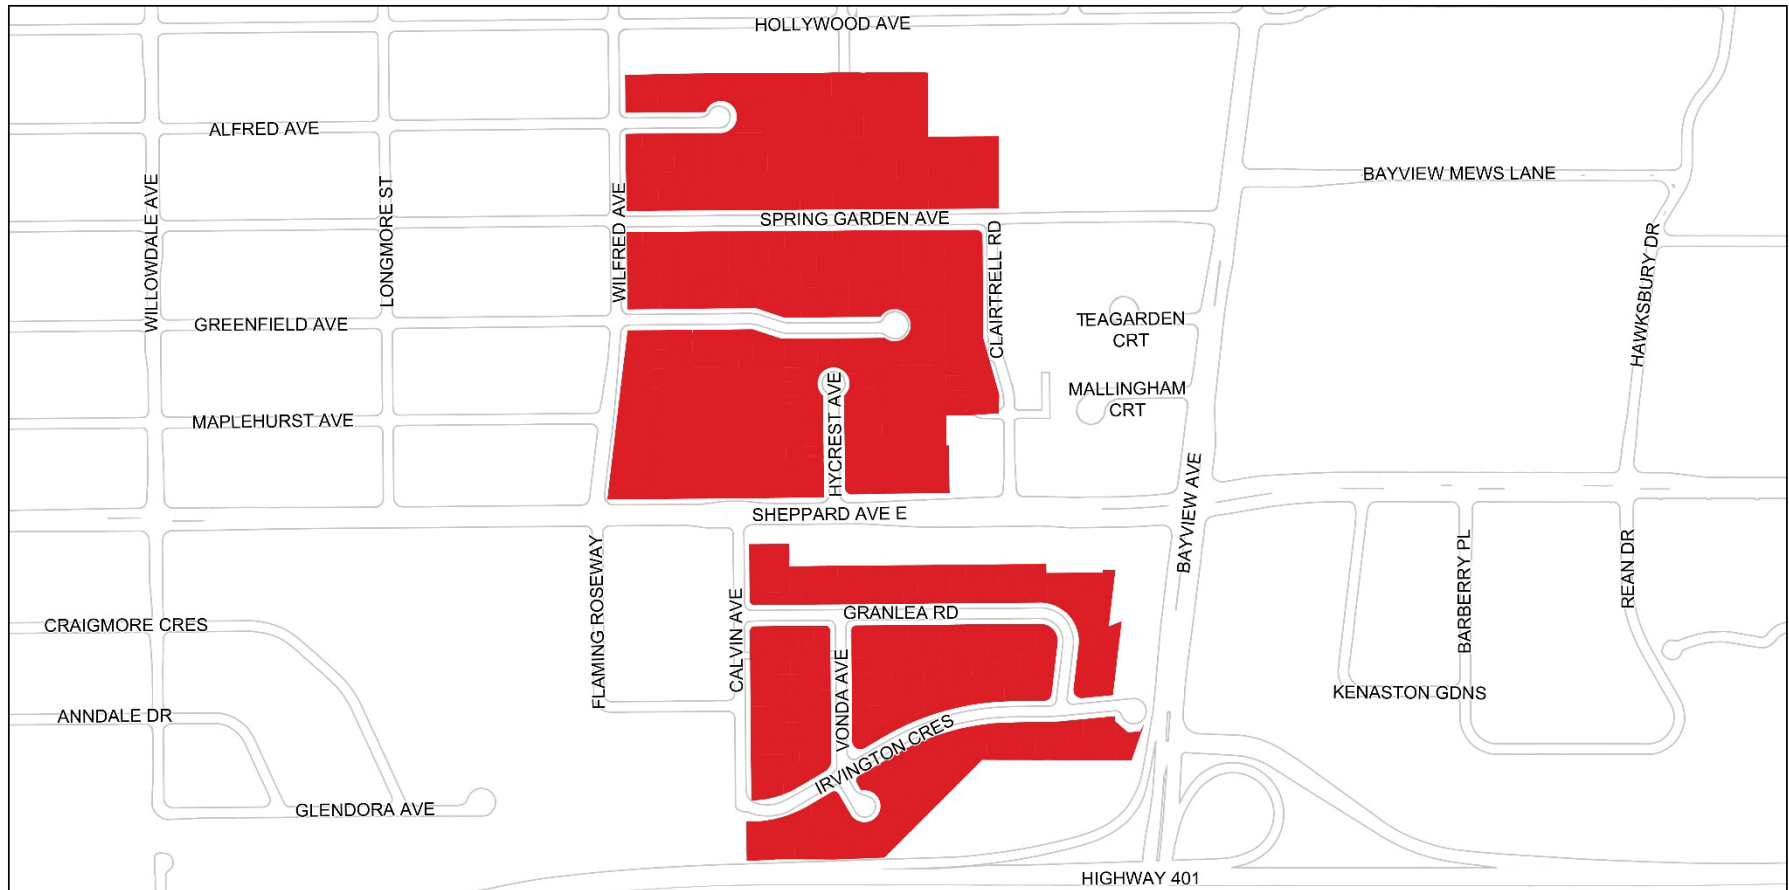 HOLLYWOOD AVE
ALFRED AVE
BAYVIEW MEWS LANE
WILLOWDALE AVE
LONGMORE ST
WILFRED AVE
SPRING GARDEN AVE
CLAIRTRELL RD
HAWKSBURY DR
GREENFIELD AVE
TEAGARDEN
CRT
MALLINGHAM
CRT
MAPLEHURST AVE
HYCREST AVE
BAYVIEW AVE
SHEPPARD AVE E
FLAMING ROSEWAY
CALVIN AVE
GRANLEA RD
BARBERRY PL
REAN DR
CRAIGMORE CRES
VONDA AVE
KENASTON GDNS
ANNDALE DR
IRVINGTON CRES
GLENDORA AVE
HIGHWAY 401